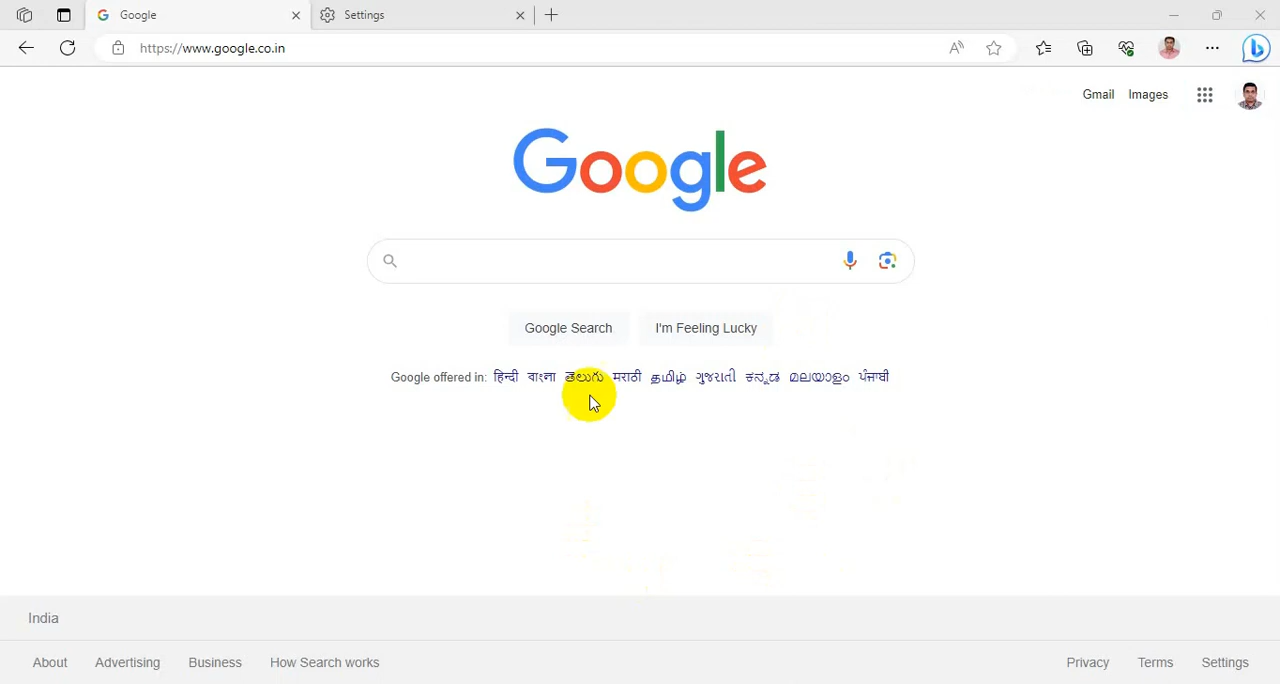 Google
Settings
https://www.google.co.in
Gmail Images
Google
Google Search
I'm Feeling Lucky
Google offered in: हिन्दी বাংলা తెలుగు मराठी தமிழ் ગુજરાતી ಕನ್ನಡ മലയാളം ਪੰਜਾਬੀ
India
About Advertising Business How Search works Privacy Terms Settings